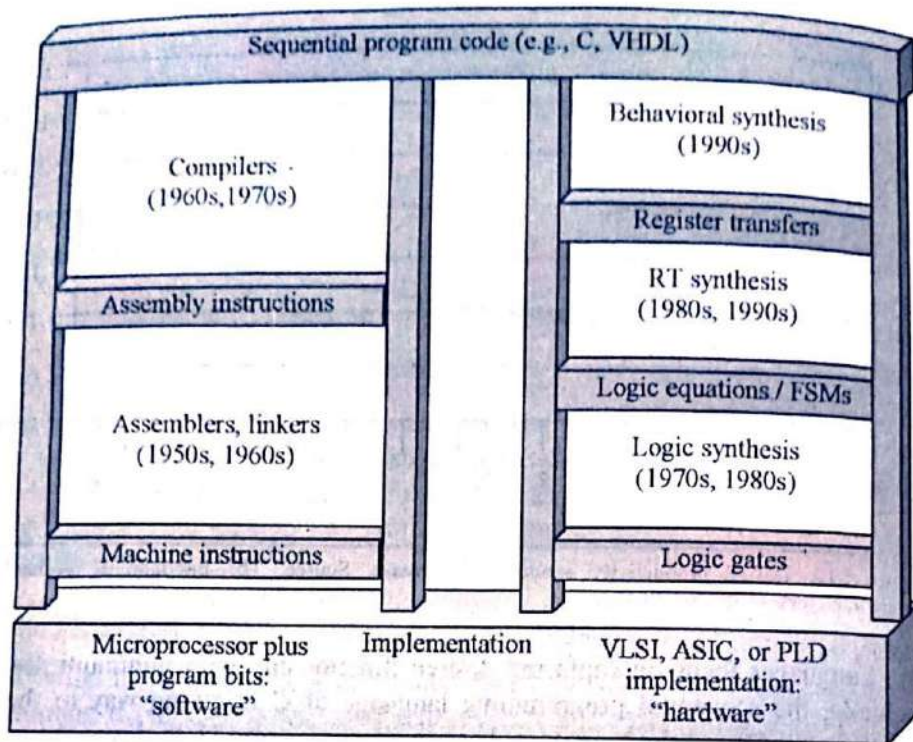 Sequential program code (e.g., C, VHDL)
Compilers
(1960s,1970s)
Assembly instructions
Assemblers, linkers
(1950s, 1960s)
Machine instructions
Behavioral synthesis
(1990s)
Register transfers
RT synthesis
(1980s, 1990s)
Logic equations / FSMs
Logic synthesis
(1970s, 1980s)
Logic gates
Microprocessor plus
program bits:
"software"
Implementation
VLSI, ASIC, or PLD
implementation:
"hardware"